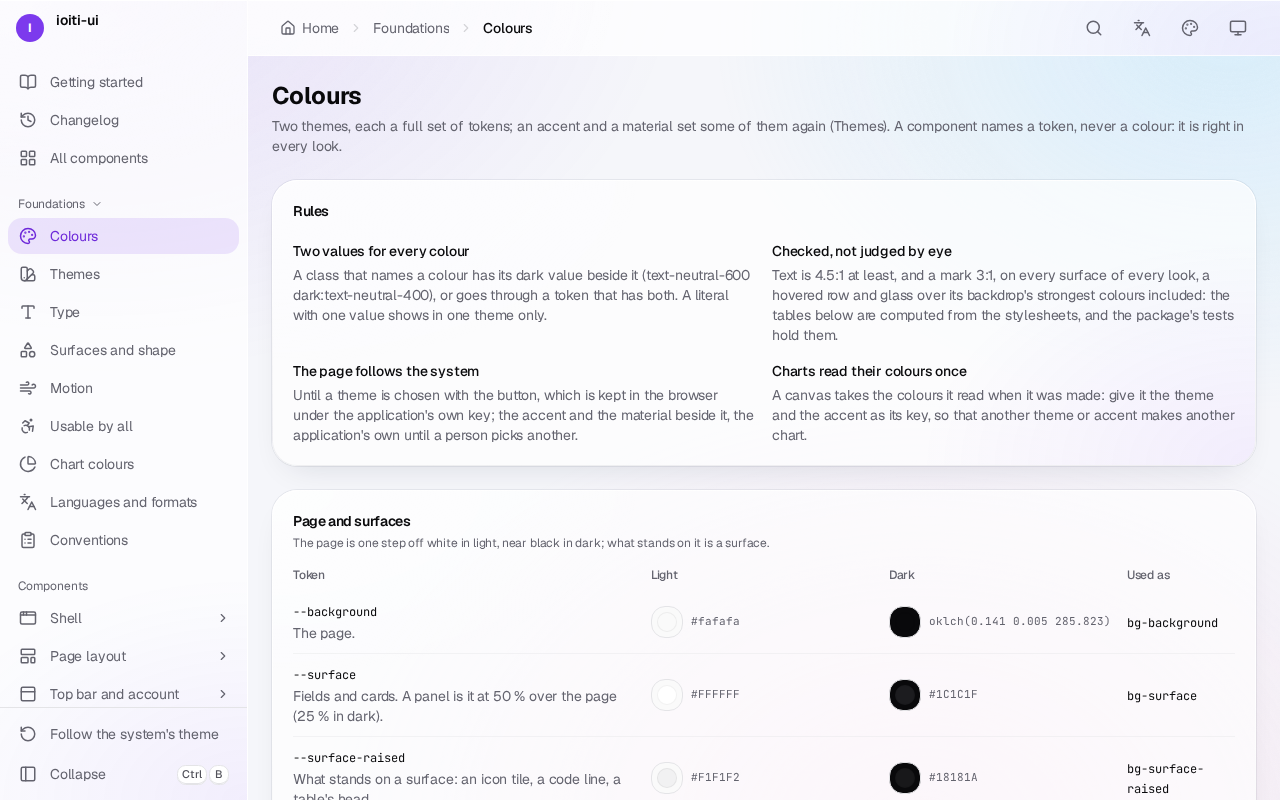 I
ioiti-ui
Home
Foundations
Colours
Getting started
Changelog
All components
Foundations
Colours
Themes
Type
Surfaces and shape
Motion
Usable by all
Chart colours
Languages and formats
Conventions
Components
Shell
Page layout
Top bar and account
Follow the system's theme
Collapse
Ctrl B
Colours
Two themes, each a full set of tokens; an accent and a material set some of them again (Themes). A component names a token, never a colour: it is right in
every look.
Rules
Two values for every colour
A class that names a colour has its dark value beside it (text-neutral-600
dark:text-neutral-400), or goes through a token that has both. A literal
with one value shows in one theme only.
Checked, not judged by eye
Text is 4.5:1 at least, and a mark 3:1, on every surface of every look, a
hovered row and glass over its backdrop's strongest colours included: the
tables below are computed from the stylesheets, and the package's tests
hold them.
The page follows the system
Until a theme is chosen with the button, which is kept in the browser
under the application's own key; the accent and the material beside it, the
application's own until a person picks another.
Charts read their colours once
A canvas takes the colours it read when it was made: give it the theme
and the accent as its key, so that another theme or accent makes another
chart.
Page and surfaces
The page is one step off white in light, near black in dark; what stands on it is a surface.
Token
Light
Dark
Used as
--background
The page.
#fafafa
oklch(0.141 0.005 285.823)
bg-background
--surface
Fields and cards. A panel is it at 50 % over the page
(25 % in dark).
#FFFFFF
#1C1C1F
bg-surface
--surface-raised
What stands on a surface: an icon tile, a code line, a
table's head.
#F1F1F2
#18181A
bg-surface-
raised